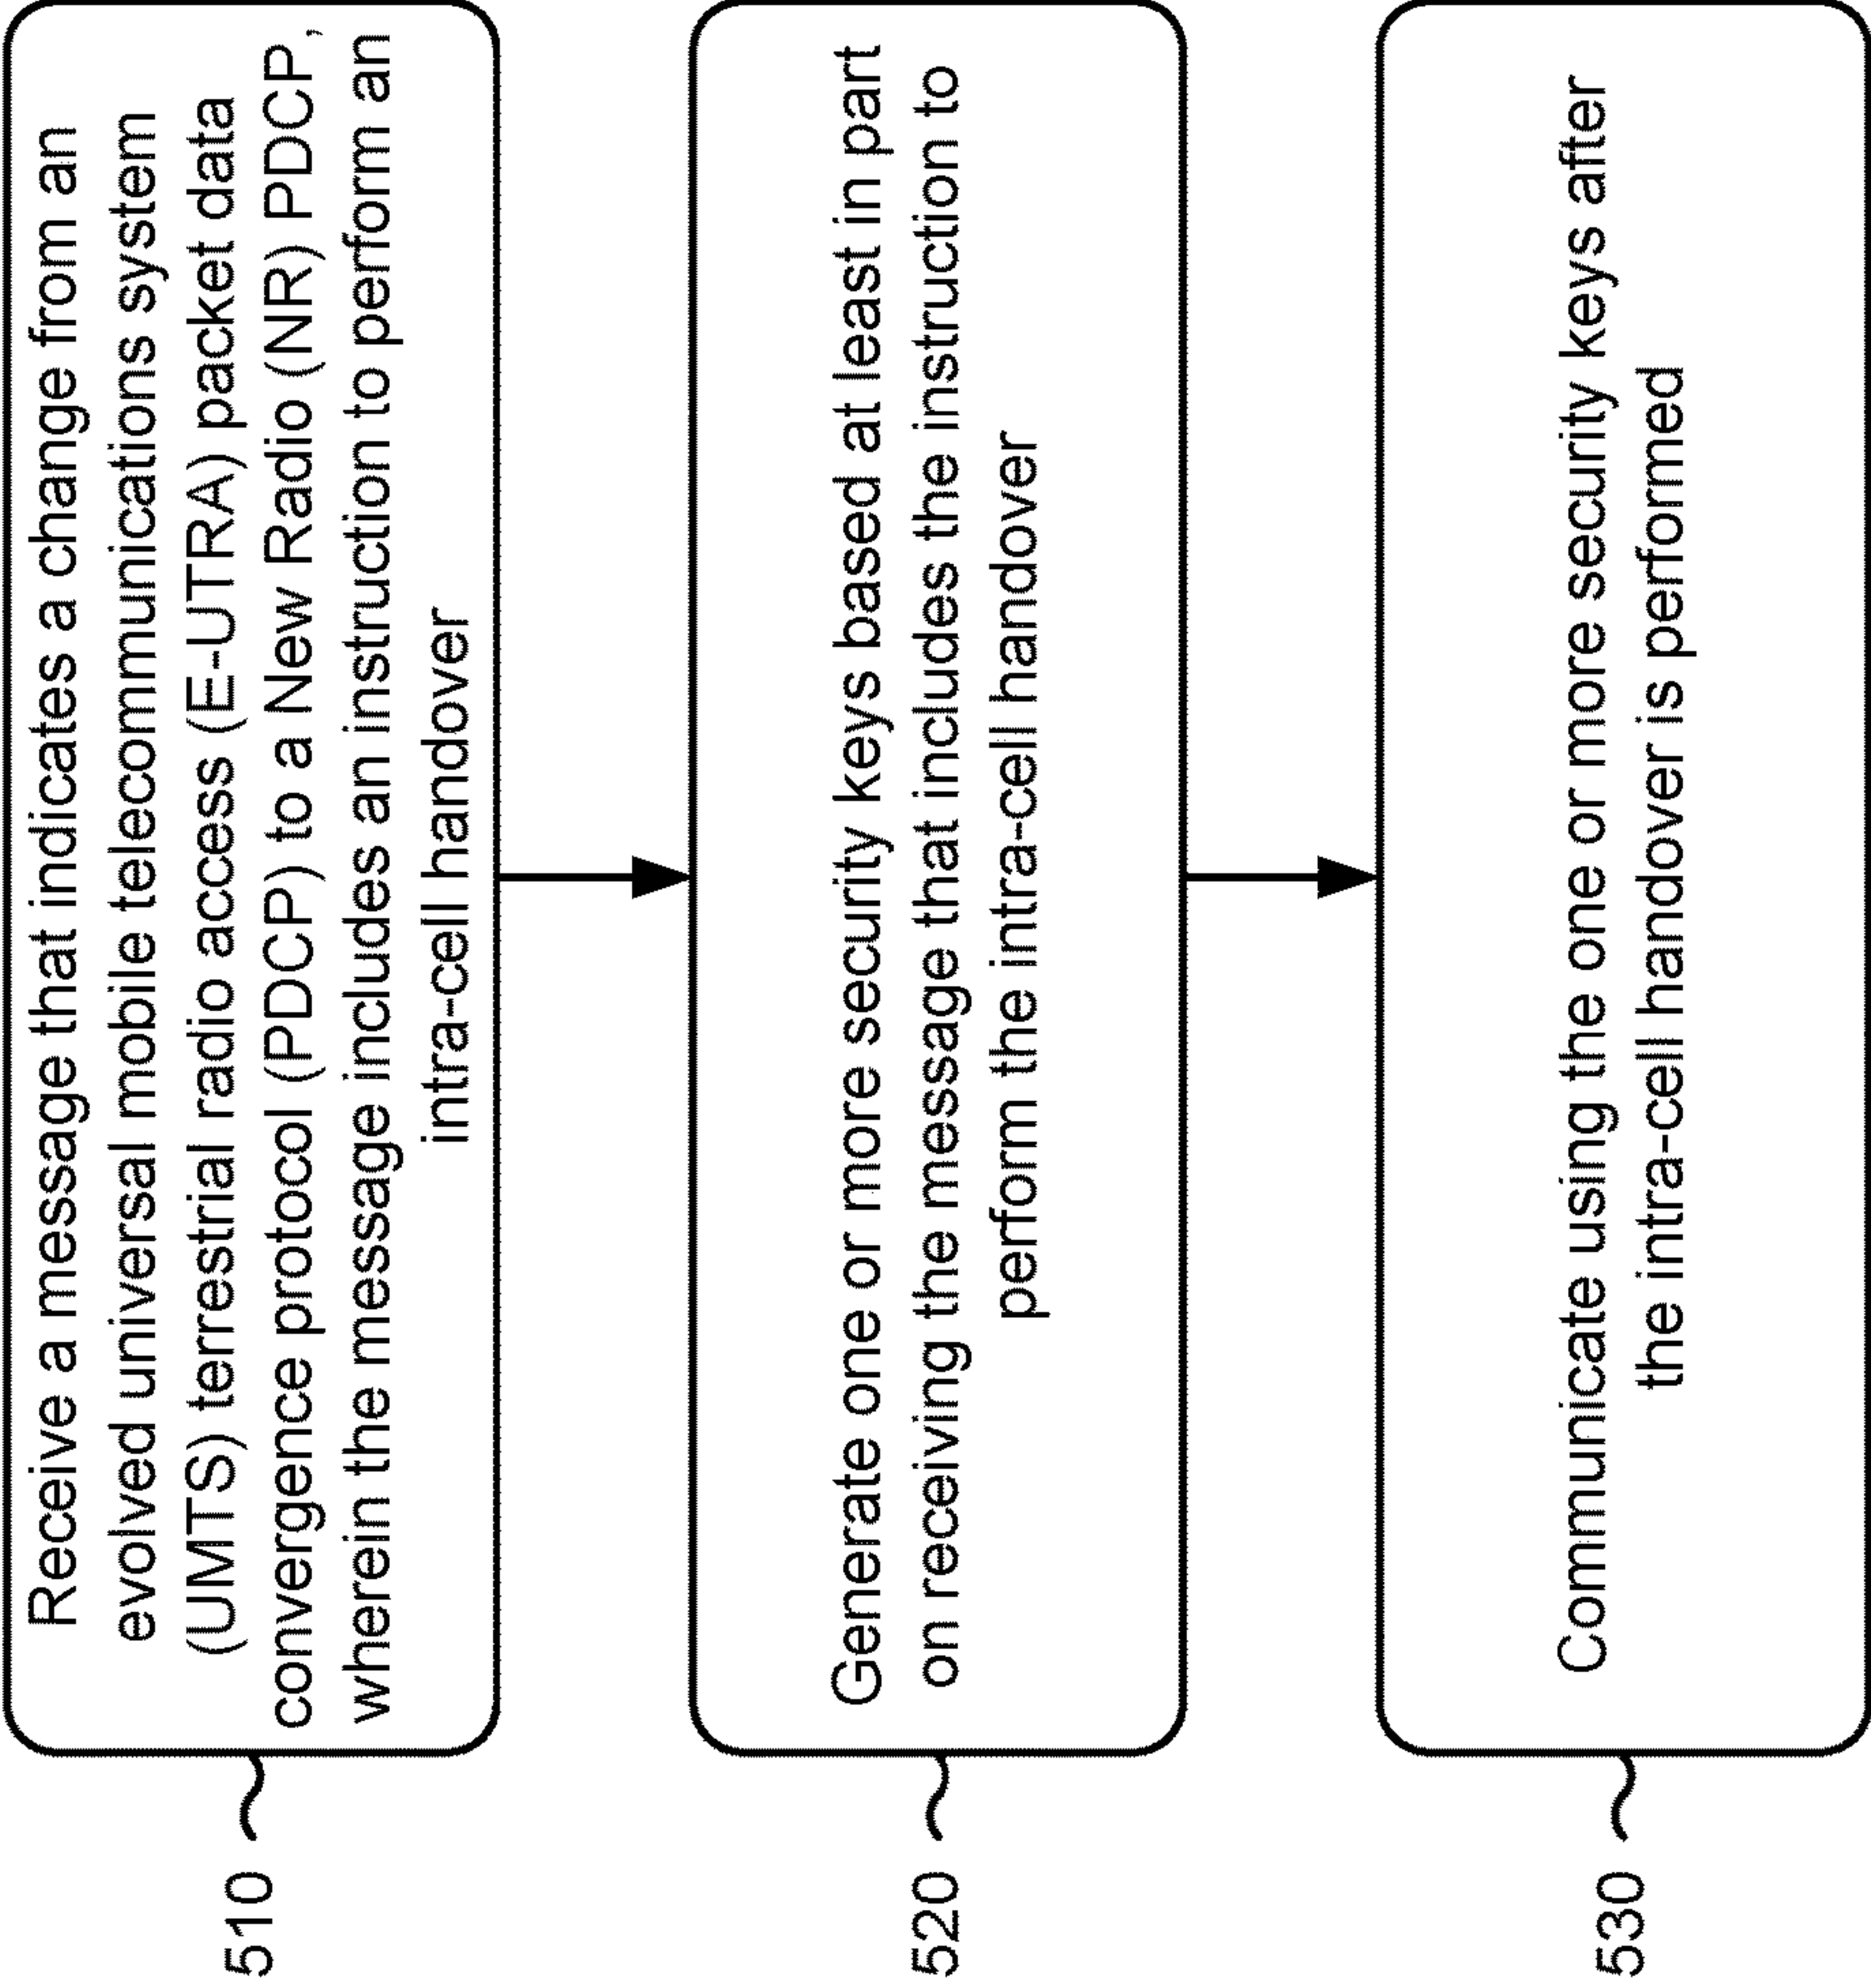 510
Receive a message that indicates a change from an
evolved universal mobile telecommunications system
(UMTS) terrestrial radio access (E-UTRA) packet data
convergence protocol (PDCP) to a New Radio (NR) PDCP,
wherein the message includes an instruction to perform an
intra-cell handover
520
Generate one or more security keys based at least in part
on receiving the message that includes the instruction to
perform the intra-cell handover
530
Communicate using the one or more security keys after
the intra-cell handover is performed